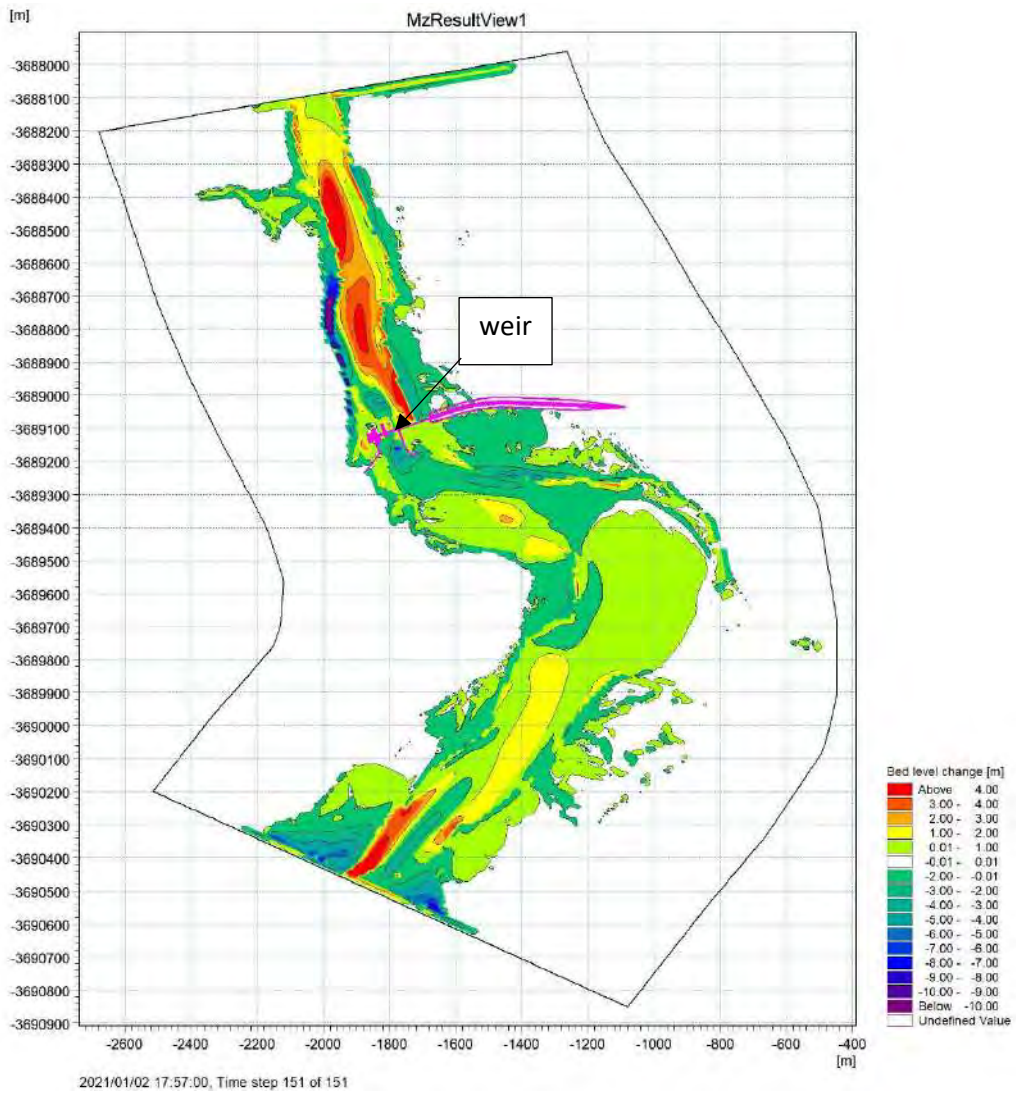 [m]
MzResultView1
-3688000
-3688100
-3688200
-3688300
-3688400
-3688500
-3688600
-3688700
-3688800
-3688900
-3689000
-3689100
-3689200
-3689300
-3689400
-3689500
-3689600
-3689700
-3689800
-3689900
-3690000
-3690100
-3690200
-3690300
-3690400
-3690500
-3690600
-3690700
-3690800
-3690900
weir
-2600 -2400 -2200 -2000 -1800 -1600 -1400 -1200 -1000 -800 -600 -400
[m]
Bed level change [m]
Above 4.00
3.00 - 4.00
2.00 - 3.00
1.00 - 2.00
0.01 - 1.00
-0.01 - 0.01
-2.00 - -0.01
-3.00 - -2.00
-4.00 - -3.00
-5.00 - -4.00
-6.00 - -5.00
-7.00 - -6.00
-8.00 - -7.00
-9.00 - -8.00
-10.00 - -9.00
Below -10.00
Undefined Value
2021/01/02 17:57:00, Time step 151 of 151